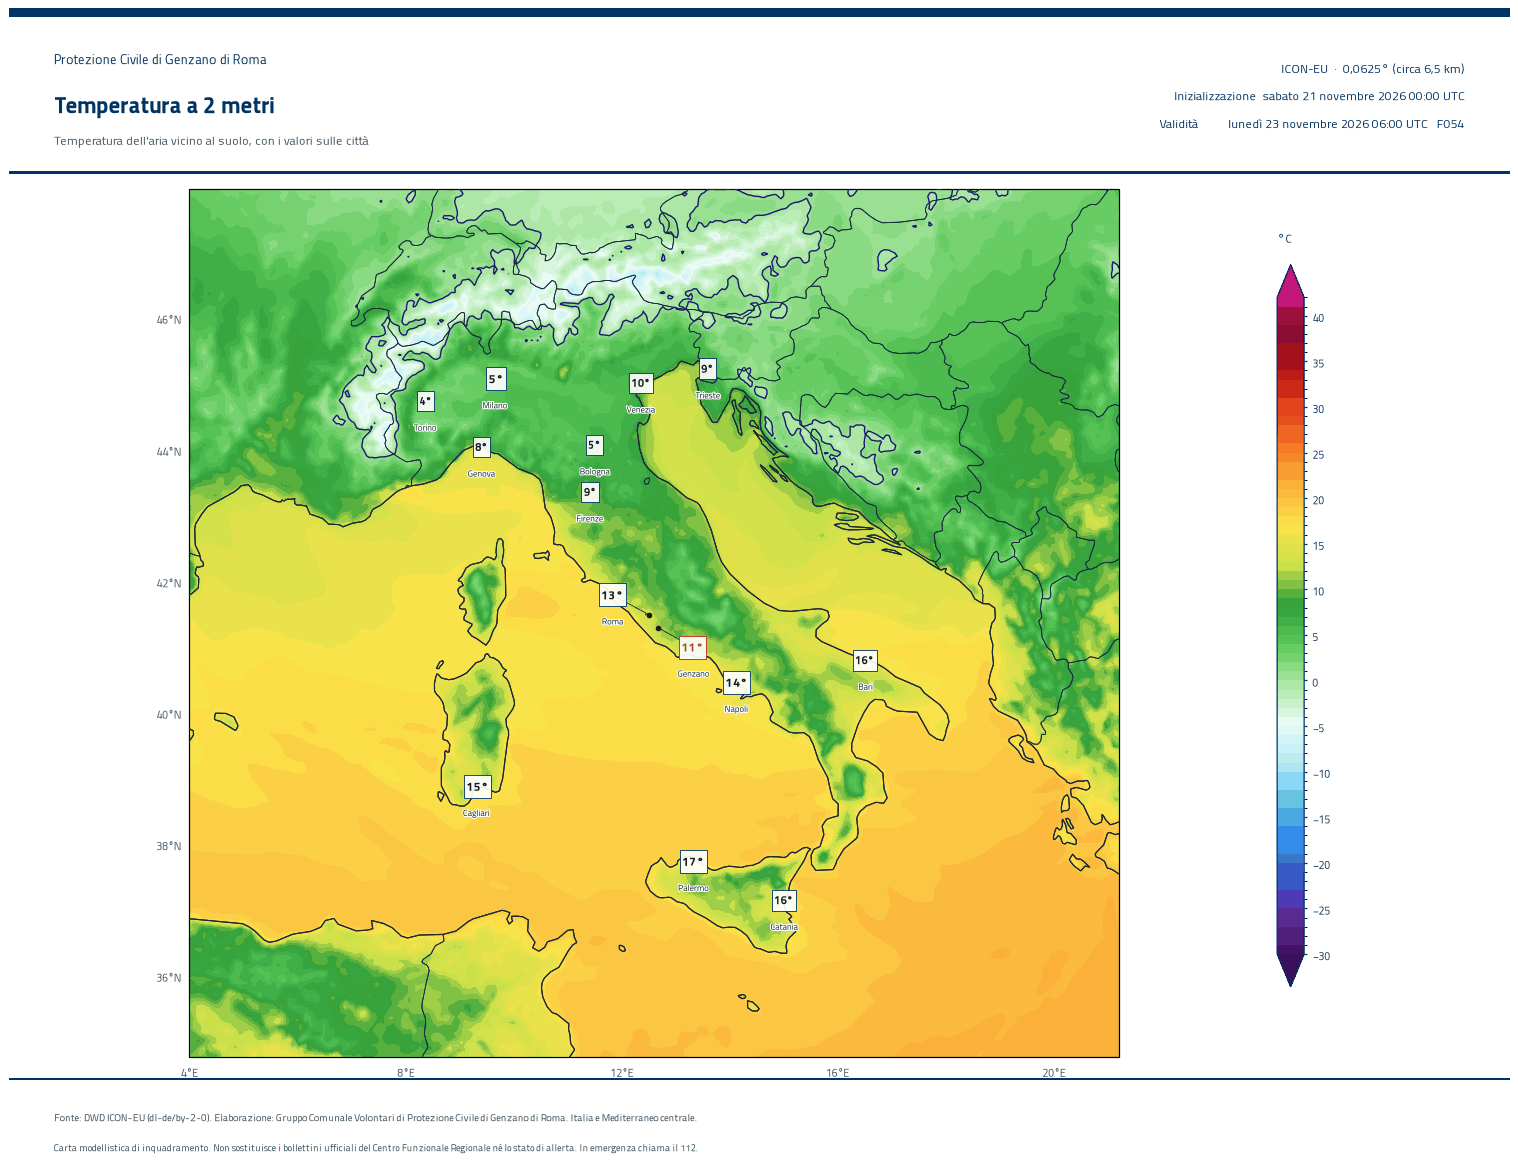 Protezione Civile di Genzano di Roma
Temperatura a 2 metri
Temperatura dell'aria vicino al suolo, con i valori sulle città
ICON-EU · 0,0625° (circa 6,5 km)
Inizializzazione sabato 21 novembre 2026 00:00 UTC
Validità lunedì 23 novembre 2026 06:00 UTC F054
46°N
44°N
42°N
40°N
38°N
36°N
4°E
8°E
12°E
16°E
20°E
5°
Milano
4°
Torino
10°
Venezia
9°
Trieste
8°
Genova
5°
Bologna
9°
Firenze
13°
Roma
11°
Genzano
14°
Napoli
16°
Bari
15°
Cagliari
17°
Palermo
16°
Catania
°C
40
35
30
25
20
15
10
5
0
−5
−10
−15
−20
−25
−30
Fonte: DWD ICON-EU (dl-de/by-2-0). Elaborazione: Gruppo Comunale Volontari di Protezione Civile di Genzano di Roma. Italia e Mediterraneo centrale.
Carta modellistica di inquadramento. Non sostituisce i bollettini ufficiali del Centro Funzionale Regionale né lo stato di allerta. In emergenza chiama il 112.